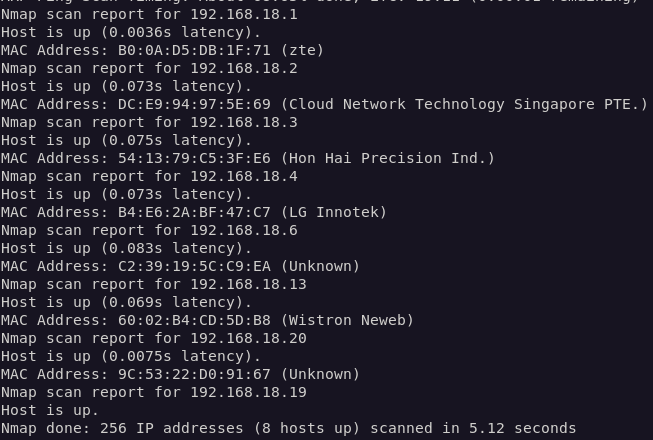 Nmap scan report for 192.168.18.1
Host is up (0.0036s latency).
MAC Address: B0:0A:D5:DB:1F:71 (zte)
Nmap scan report for 192.168.18.2
Host is up (0.073s latency).
MAC Address: DC:E9:94:97:5E:69 (Cloud Network Technology Singapore PTE.)
Nmap scan report for 192.168.18.3
Host is up (0.075s latency).
MAC Address: 54:13:79:C5:3F:E6 (Hon Hai Precision Ind.)
Nmap scan report for 192.168.18.4
Host is up (0.073s latency).
MAC Address: B4:E6:2A:BF:47:C7 (LG Innotek)
Nmap scan report for 192.168.18.6
Host is up (0.083s latency).
MAC Address: C2:39:19:5C:C9:EA (Unknown)
Nmap scan report for 192.168.18.13
Host is up (0.069s latency).
MAC Address: 60:02:B4:CD:5D:B8 (Wistron Neweb)
Nmap scan report for 192.168.18.20
Host is up (0.0075s latency).
MAC Address: 9C:53:22:D0:91:67 (Unknown)
Nmap scan report for 192.168.18.19
Host is up.
Nmap done: 256 IP addresses (8 hosts up) scanned in 5.12 seconds